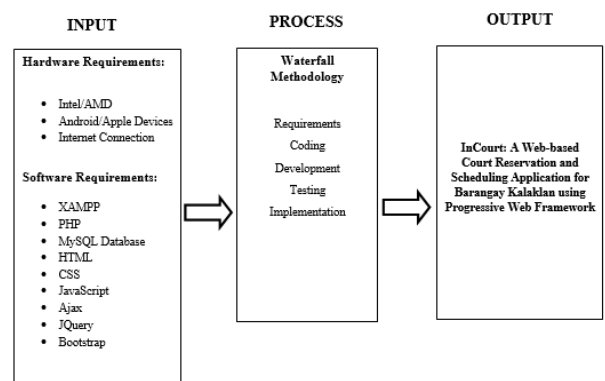 INPUT
Hardware Requirements:
• Intel/AMD
• Android/Apple Devices
• Internet Connection
Software Requirements:
• XAMPP
• PHP
• MySQL Database
• HTML
• CSS
• JavaScript
• Ajax
• JQuery
• Bootstrap
PROCESS
Waterfall
Methodology
Requirements
Coding
Development
Testing
Implementation
OUTPUT
InCourt: A Web-based
Court Reservation and
Scheduling Application for
Barangay Kalaklan using
Progressive Web Framework